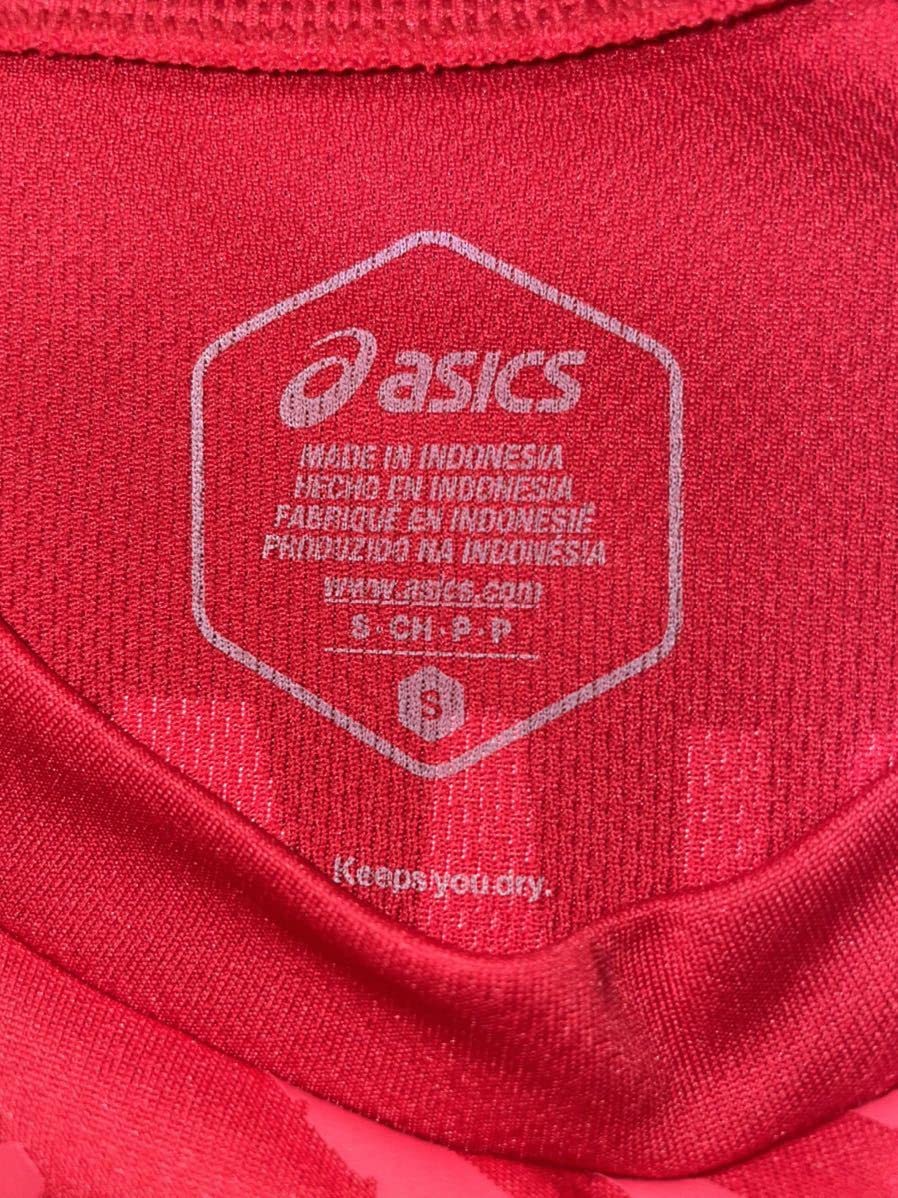 asics
MADE IN INDONESIA
HECHO EN INDONESIA
FABRIQUÉ EN INDONESIË
PRODUZIDO NA INDONÉSIA
www.asics.com
S·CH·P·P
S
Keeps you dry.